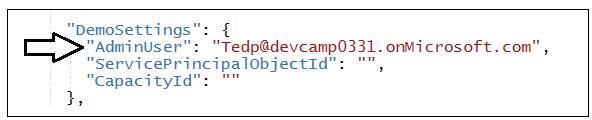 "DemoSettings": {
"AdminUser": "Tedp@devcamp0331.onMicrosoft.com",
"ServicePrincipalObjectId": "",
"CapacityId": ""
},